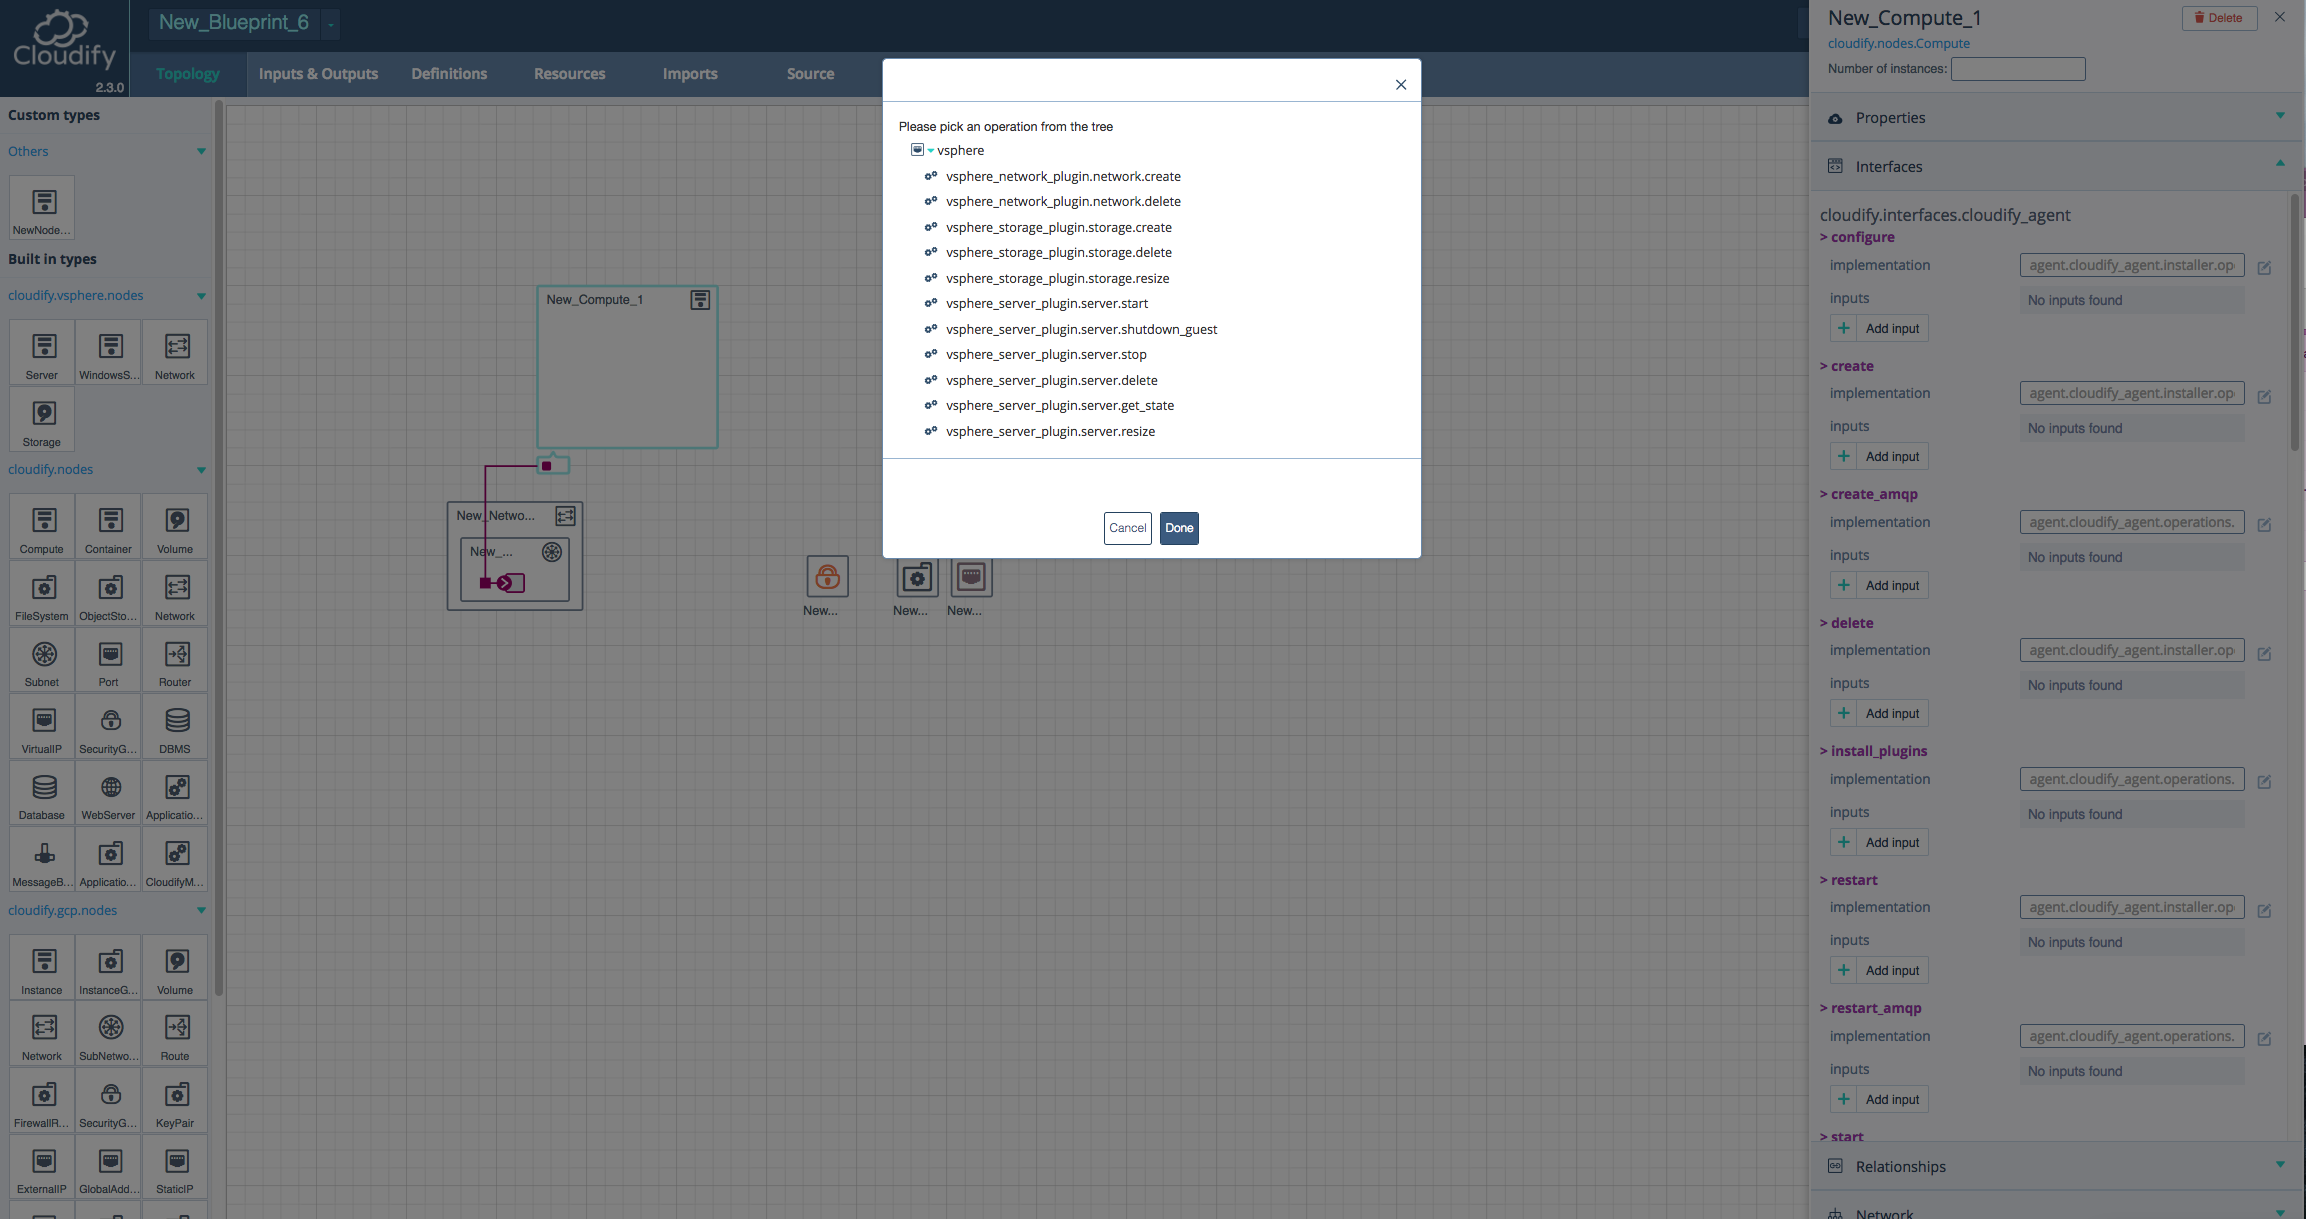 Cloudify
2.3.0
New_Blueprint_6
Topology
Inputs & Outputs
Definitions
Resources
Imports
Source
Custom types
Others
NewNode...
Built in types
cloudify.vsphere.nodes
Server
WindowsS...
Network
Storage
cloudify.nodes
Compute
Container
Volume
FileSystem
ObjectSto...
Network
Subnet
Port
Router
VirtualIP
SecurityG...
DBMS
Database
WebServer
Applicatio...
MessageB...
Applicatio...
CloudifyM...
cloudify.gcp.nodes
Instance
InstanceG...
Volume
Network
SubNetwo...
Route
FirewallR...
SecurityG...
KeyPair
ExternalIP
GlobalAdd...
StaticIP
New_Compute_1
New_Netwo...
New_...
New...
New...
New...
Please pick an operation from the tree
vsphere
vsphere_network_plugin.network.create
vsphere_network_plugin.network.delete
vsphere_storage_plugin.storage.create
vsphere_storage_plugin.storage.delete
vsphere_storage_plugin.storage.resize
vsphere_server_plugin.server.start
vsphere_server_plugin.server.shutdown_guest
vsphere_server_plugin.server.stop
vsphere_server_plugin.server.delete
vsphere_server_plugin.server.get_state
vsphere_server_plugin.server.resize
Cancel
Done
New_Compute_1
Delete
cloudify.nodes.Compute
Number of instances:
Properties
Interfaces
cloudify.interfaces.cloudify_agent
> configure
implementation
agent.cloudify_agent.installer.op
inputs
No inputs found
+ Add input
> create
implementation
agent.cloudify_agent.installer.op
inputs
No inputs found
+ Add input
> create_amqp
implementation
agent.cloudify_agent.operations.
inputs
No inputs found
+ Add input
> delete
implementation
agent.cloudify_agent.installer.op
inputs
No inputs found
+ Add input
> install_plugins
implementation
agent.cloudify_agent.operations.
inputs
No inputs found
+ Add input
> restart
implementation
agent.cloudify_agent.installer.op
inputs
No inputs found
+ Add input
> restart_amqp
implementation
agent.cloudify_agent.operations.
inputs
No inputs found
+ Add input
> start
Relationships
Network